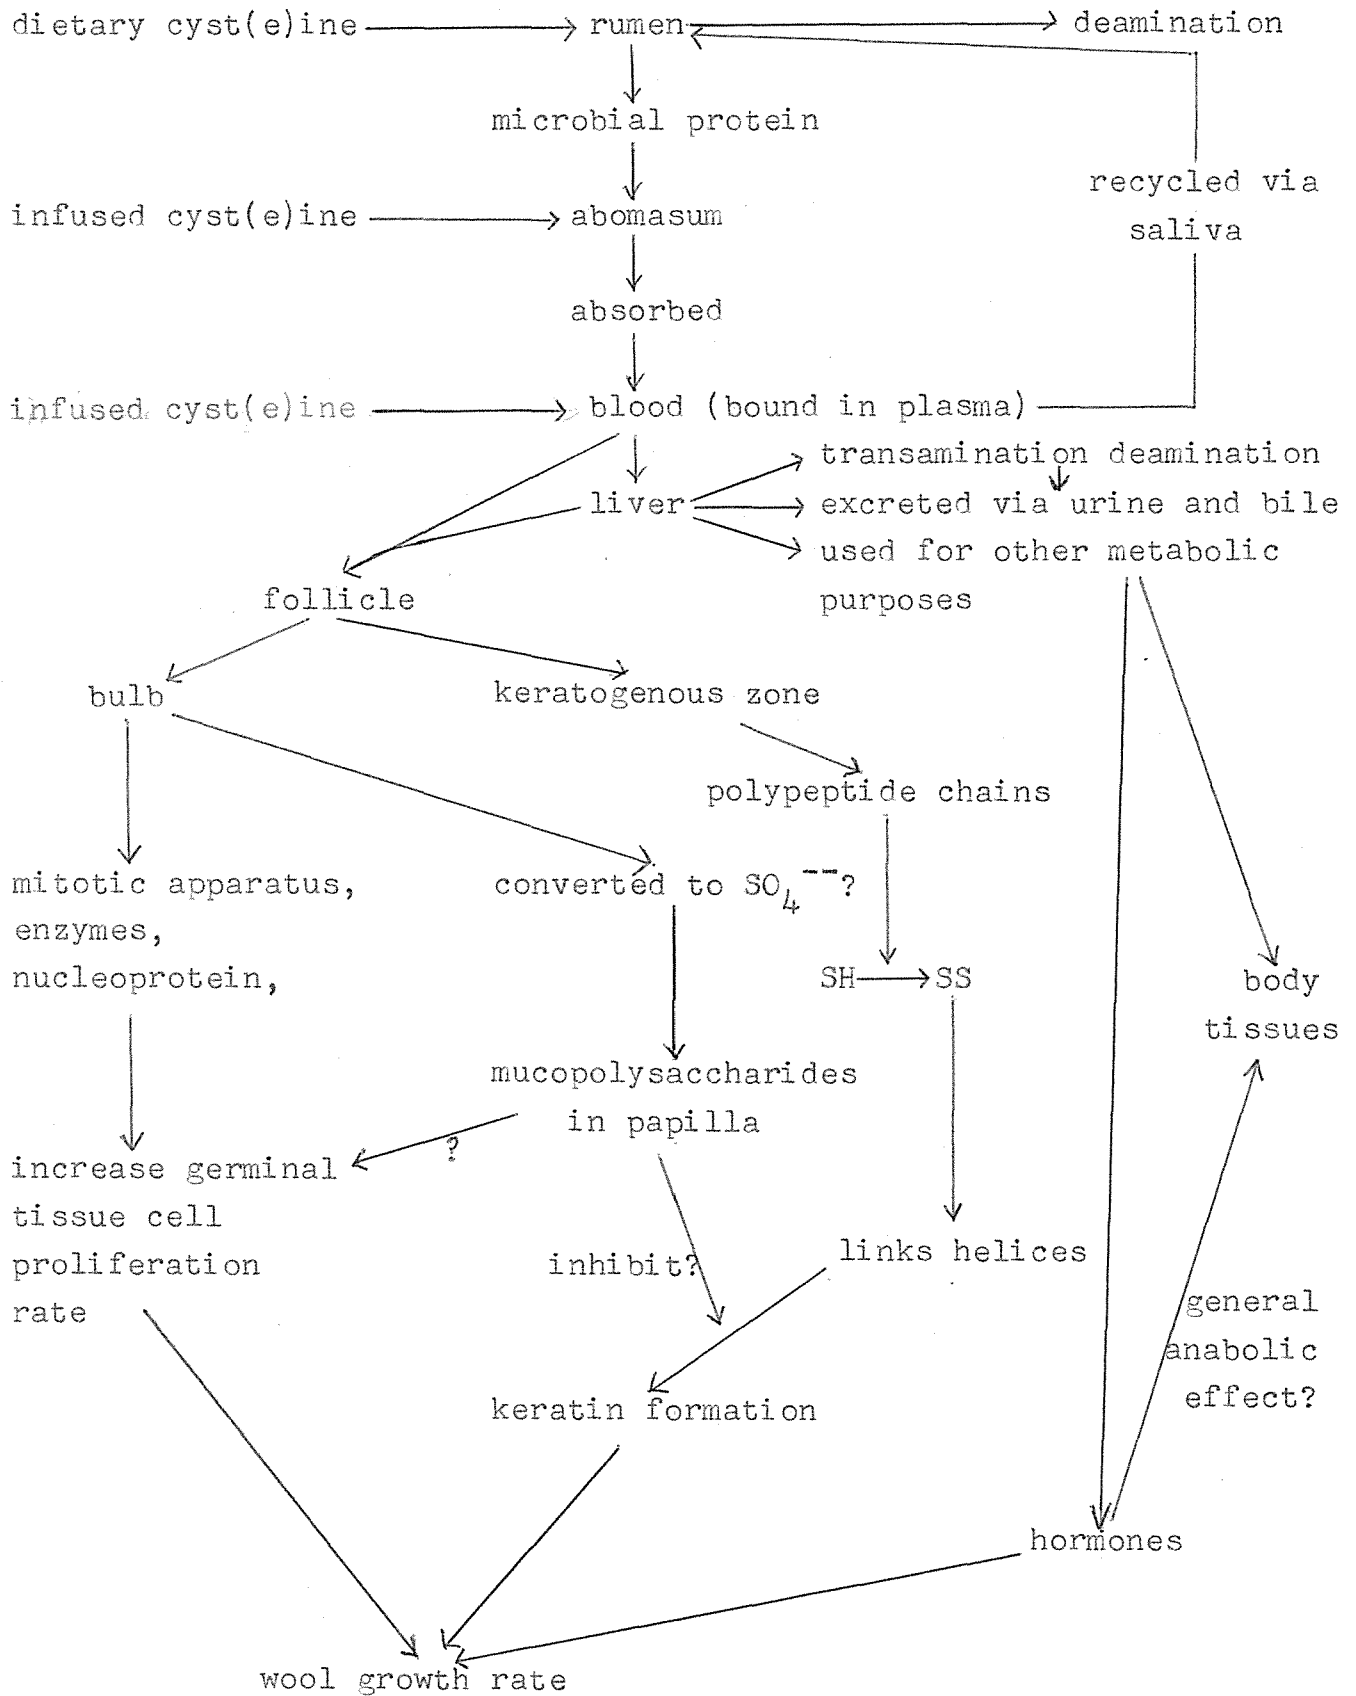 dietary cyst(e)ine rumen deamination
microbial protein
recycled via
infused cyst(e)ine abomasum
saliva
absorbed
infused cyst(e)ine blood (bound in plasma)
transamination deamination
liver excreted via urine and bile
used for other metabolic
follicle purposes
bulb keratogenous zone
polypeptide chains
mitotic apparatus, converted to SO4--?
enzymes,
nucleoprotein, SH SS body
tissues
mucopolysaccharides
in papilla
?
increase germinal
tissue cell
proliferation inhibit? links helices
rate general
anabolic
effect?
keratin formation
hormones
wool growth rate